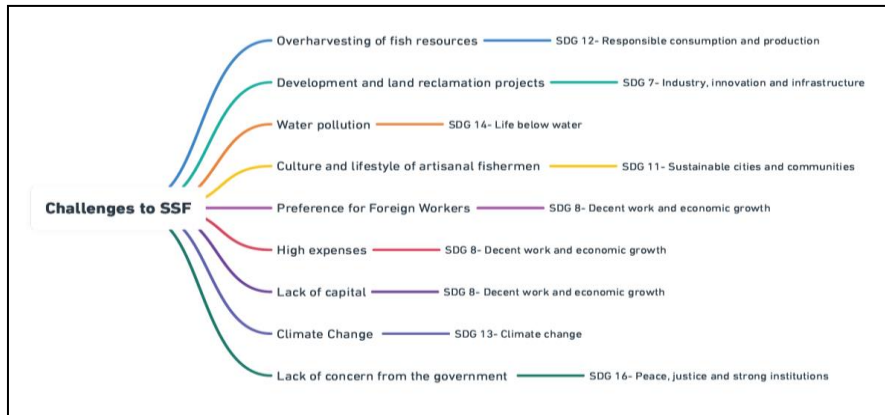 Challenges to SSF
Overharvesting of fish resources SDG 12- Responsible consumption and production
Development and land reclamation projects SDG 7- Industry, innovation and infrastructure
Water pollution SDG 14- Life below water
Culture and lifestyle of artisanal fishermen SDG 11- Sustainable cities and communities
Preference for Foreign Workers SDG 8- Decent work and economic growth
High expenses SDG 8- Decent work and economic growth
Lack of capital SDG 8- Decent work and economic growth
Climate Change SDG 13- Climate change
Lack of concern from the government SDG 16- Peace, justice and strong institutions